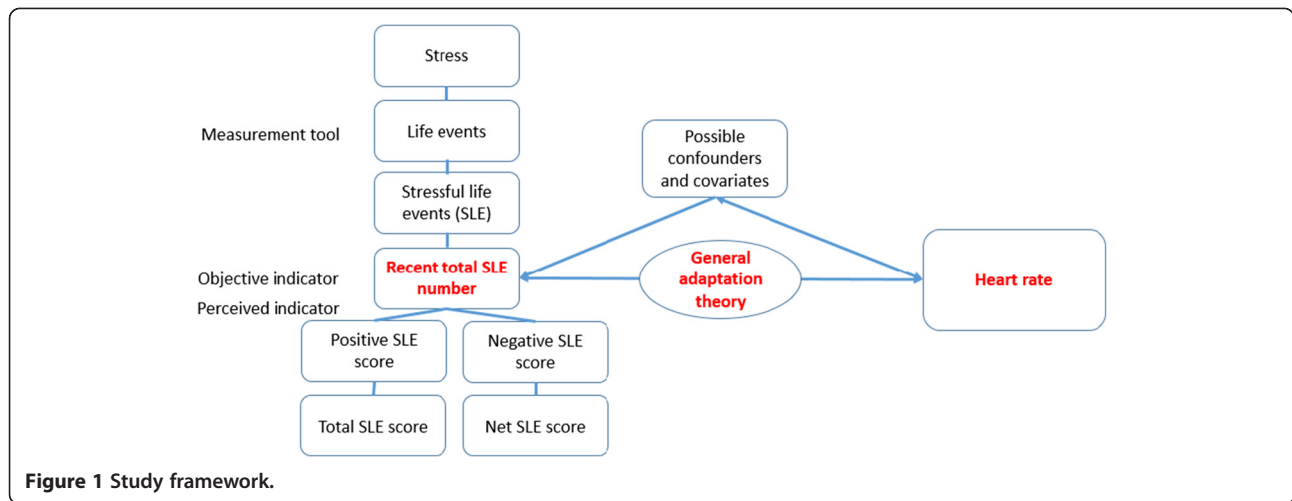 Stress
Measurement tool
Life events
Stressful life
events (SLE)
Possible
confounders
and covariates
Objective indicator
Recent total SLE
number
General
adaptation
theory
Heart rate
Perceived indicator
Positive SLE
score
Negative SLE
score
Total SLE score
Net SLE score
Figure 1 Study framework.